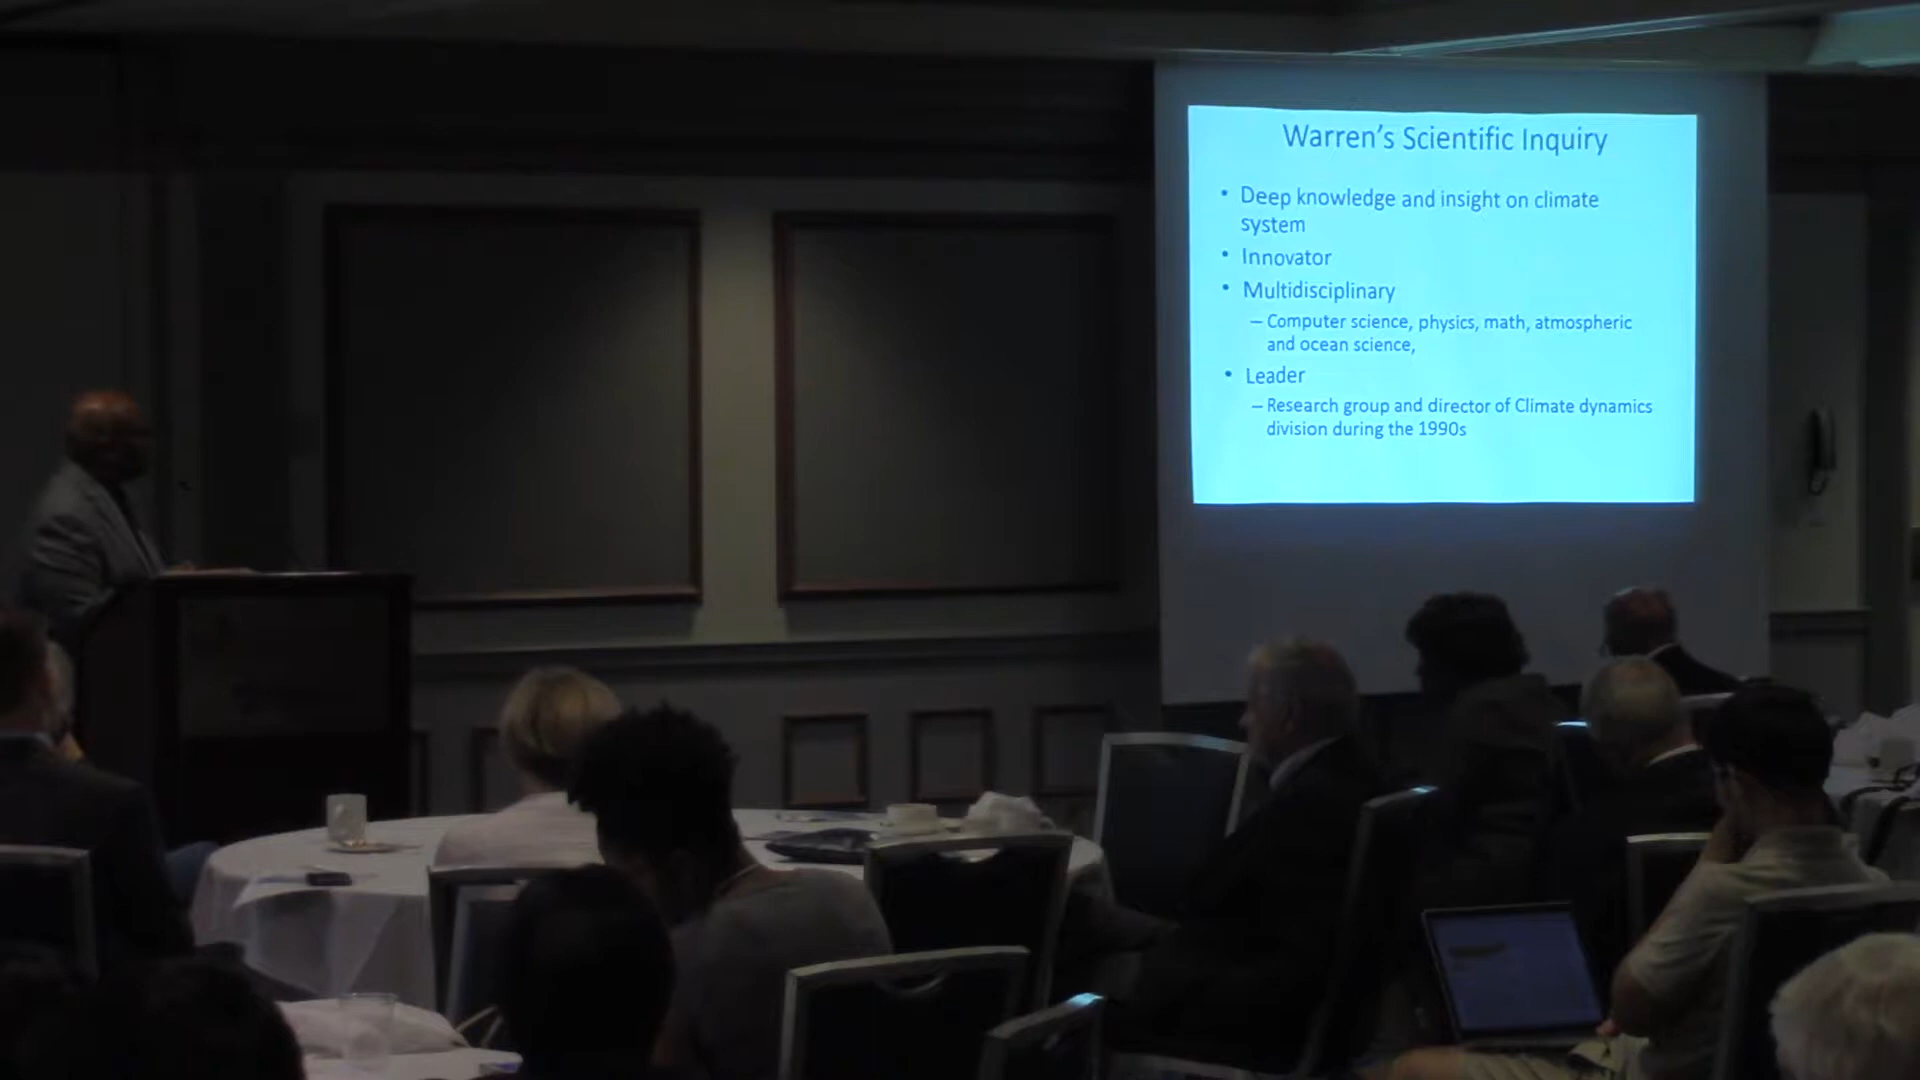 Warren's Scientific Inquiry
• Deep knowledge and insight on climate
system
• Innovator
• Multidisciplinary
– Computer science, physics, math, atmospheric
and ocean science,
• Leader
– Research group and director of Climate dynamics
division during the 1990s